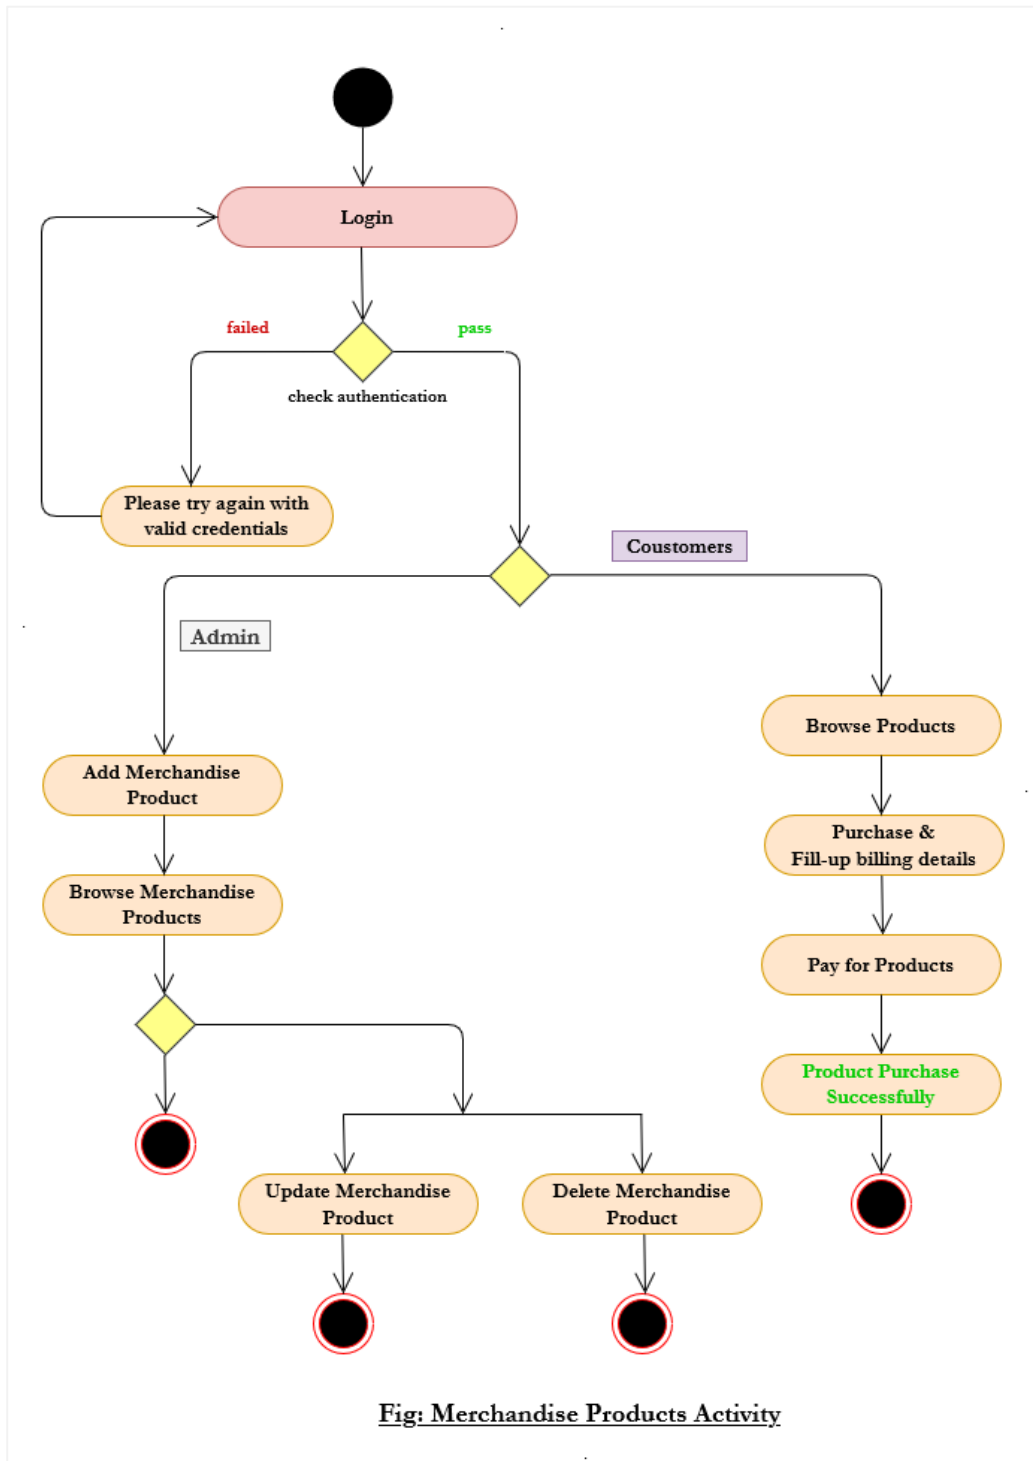 Login
failed
pass
check authentication
Please try again with
valid credentials
Coustomers
Admin
Browse Products
Add Merchandise
Product
Purchase &
Fill-up billing details
Browse Merchandise
Products
Pay for Products
Product Purchase
Successfully
Update Merchandise
Product
Delete Merchandise
Product
Fig: Merchandise Products Activity